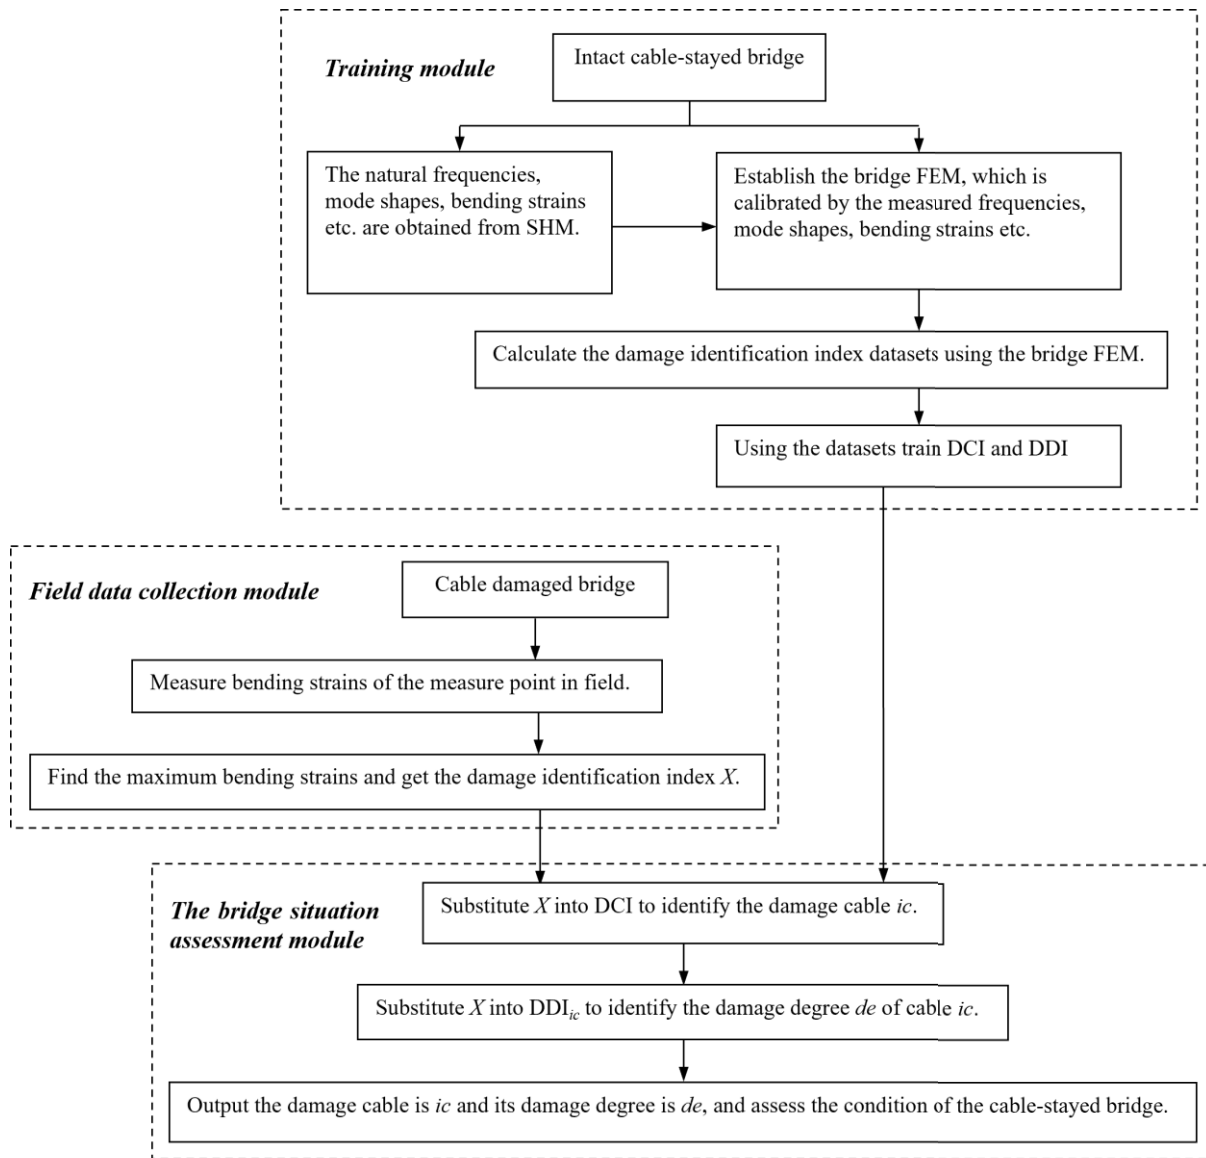 Training module
Intact cable-stayed bridge
The natural frequencies,
mode shapes, bending strains
etc. are obtained from SHM.
Establish the bridge FEM, which is
calibrated by the measured frequencies,
mode shapes, bending strains etc.
Calculate the damage identification index datasets using the bridge FEM.
Using the datasets train DCI and DDI
Field data collection module
Cable damaged bridge
Measure bending strains of the measure point in field.
Find the maximum bending strains and get the damage identification index X.
The bridge situation
assessment module
Substitute X into DCI to identify the damage cable ic.
Substitute X into DDIic to identify the damage degree de of cable ic.
Output the damage cable is ic and its damage degree is de, and assess the condition of the cable-stayed bridge.